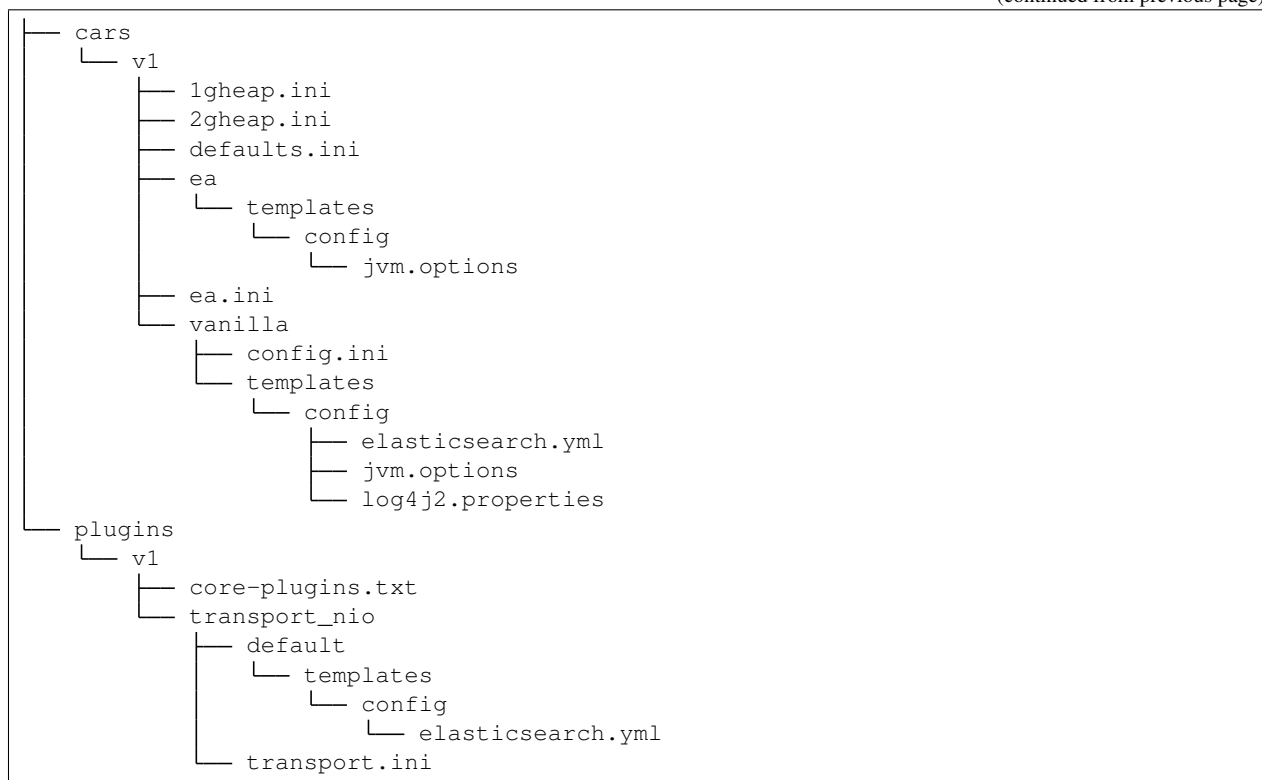 (continued from previous page)
├── cars
│   └── v1
│       ├── 1gheap.ini
│       ├── 2gheap.ini
│       ├── defaults.ini
│       ├── ea
│       │   └── templates
│       │       └── config
│       │           └── jvm.options
│       ├── ea.ini
│       └── vanilla
│           ├── config.ini
│           └── templates
│               └── config
│                   ├── elasticsearch.yml
│                   ├── jvm.options
│                   └── log4j2.properties
└── plugins
    └── v1
        ├── core-plugins.txt
        └── transport_nio
            ├── default
            │   └── templates
            │       └── config
            │           └── elasticsearch.yml
            └── transport.ini